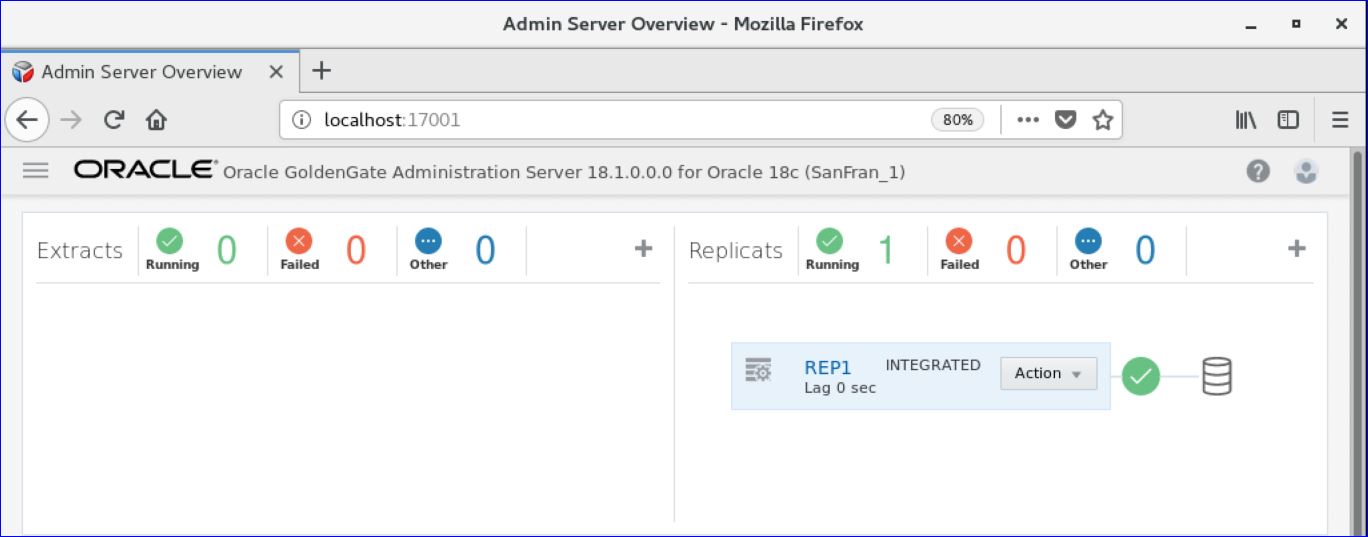 Admin Server Overview - Mozilla Firefox
Admin Server Overview
localhost:17001
80%
ORACLE® Oracle GoldenGate Administration Server 18.1.0.0.0 for Oracle 18c (SanFran_1)
Extracts Running 0 Failed 0 Other 0 +
Replicats Running 1 Failed 0 Other 0 +
REP1 INTEGRATED Action
Lag 0 sec